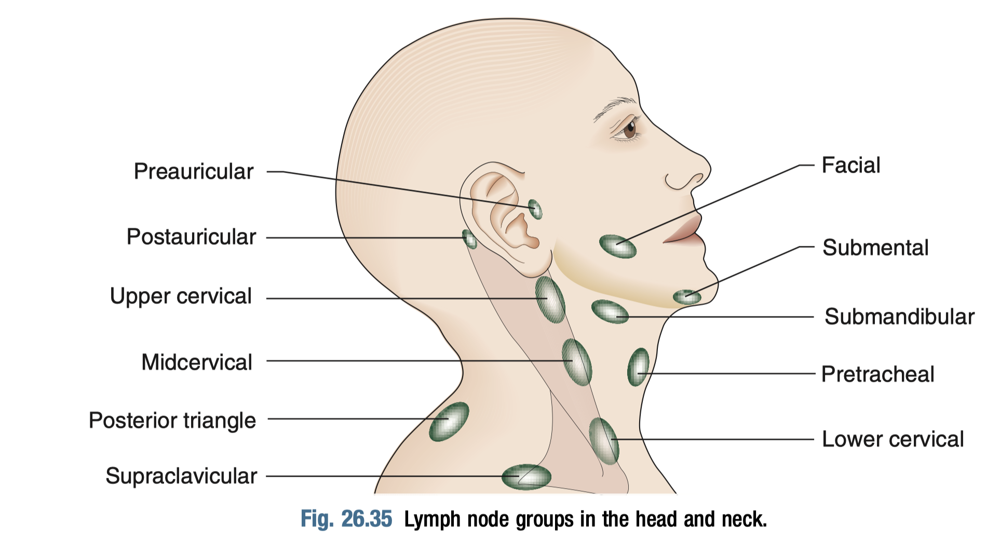 Preauricular
Postauricular
Upper cervical
Midcervical
Posterior triangle
Supraclavicular
Facial
Submental
Submandibular
Pretracheal
Lower cervical
Fig. 26.35 Lymph node groups in the head and neck.